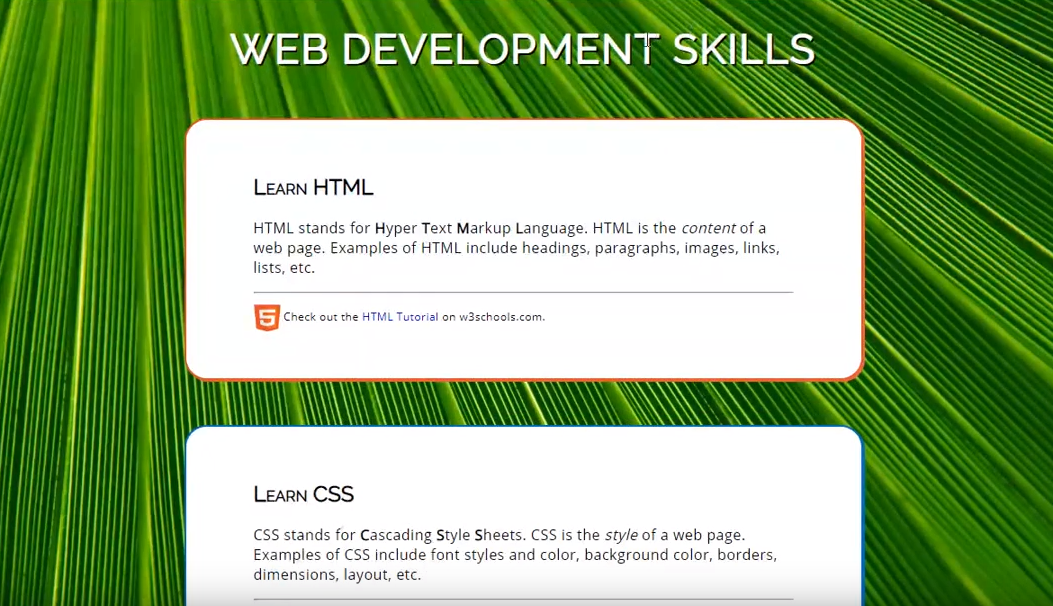 WEB DEVELOPMENT SKILLS
Learn HTML
HTML stands for Hyper Text Markup Language. HTML is the content of a
web page. Examples of HTML include headings, paragraphs, images, links,
lists, etc.
5 Check out the HTML Tutorial on w3schools.com.
Learn CSS
CSS stands for Cascading Style Sheets. CSS is the style of a web page.
Examples of CSS include font styles and color, background color, borders,
dimensions, layout, etc.